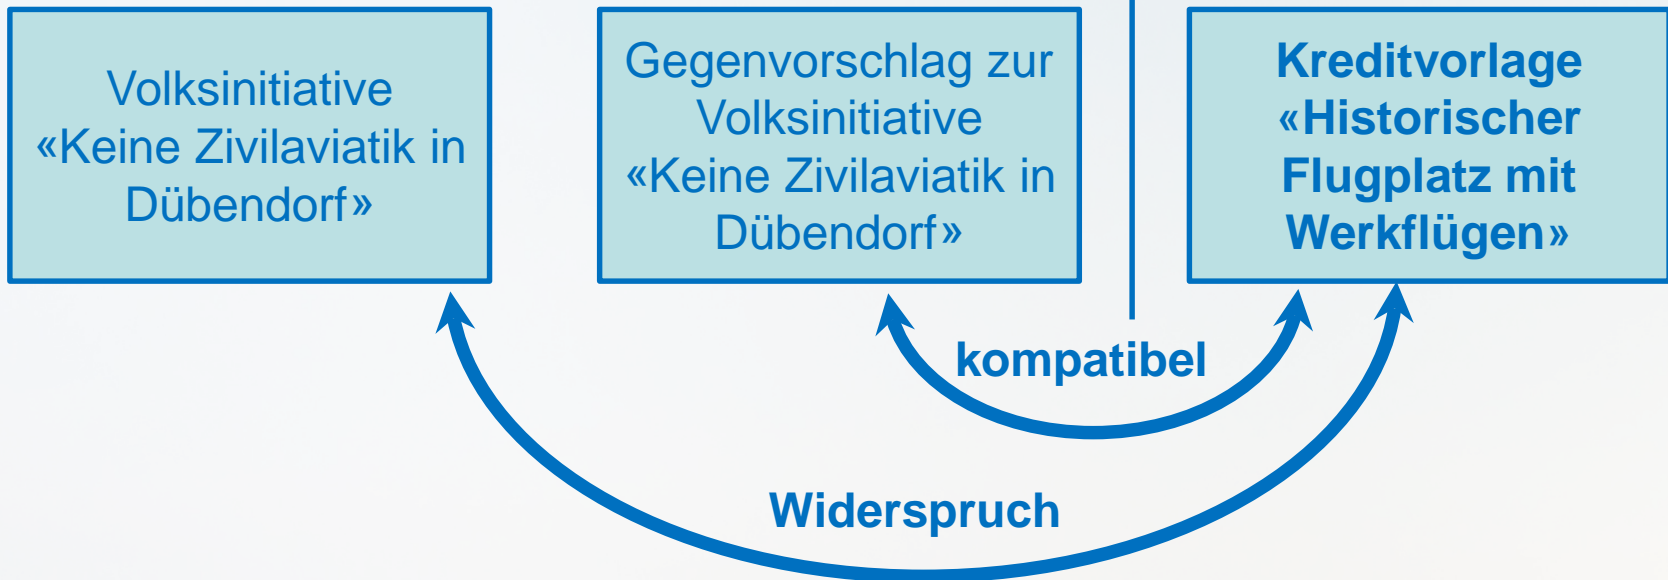 Volksinitiative
«Keine Zivilaviatik in
Dübendorf»
Gegenvorschlag zur
Volksinitiative
«Keine Zivilaviatik in
Dübendorf»
Kreditvorlage
«Historischer
Flugplatz mit
Werkflügen»
kompatibel
Widerspruch